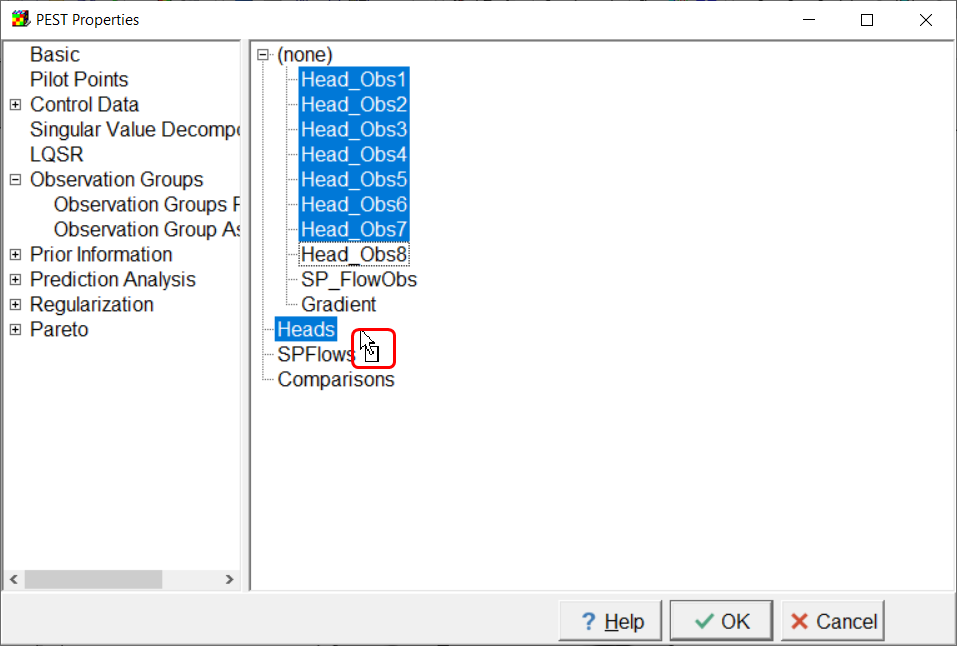 PEST Properties
Basic
Pilot Points
Control Data
Singular Value Decompo
LQSR
Observation Groups
Observation Groups P
Observation Group As
Prior Information
Prediction Analysis
Regularization
Pareto
(none)
Head_Obs1
Head_Obs2
Head_Obs3
Head_Obs4
Head_Obs5
Head_Obs6
Head_Obs7
Head_Obs8
SP_FlowObs
Gradient
Heads
SPFlows
Comparisons
? Help
OK
Cancel